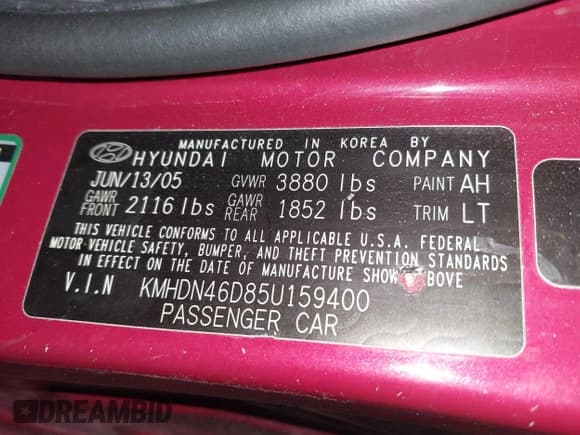 MANUFACTURED IN KOREA BY
HYUNDAI MOTOR COMPANY
JUN/13/05 GVWR 3880 lbs PAINT AH
GAWR FRONT 2116 lbs GAWR REAR 1852 lbs TRIM LT
THIS VEHICLE CONFORMS TO ALL APPLICABLE U.S.A. FEDERAL
MOTOR VEHICLE SAFETY, BUMPER, AND THEFT PREVENTION STANDARDS
IN EFFECT ON THE DATE OF MANUFACTURE SHOW BOVE
V.I.N KMHDN46D85U159400
PASSENGER CAR
DREAMBID